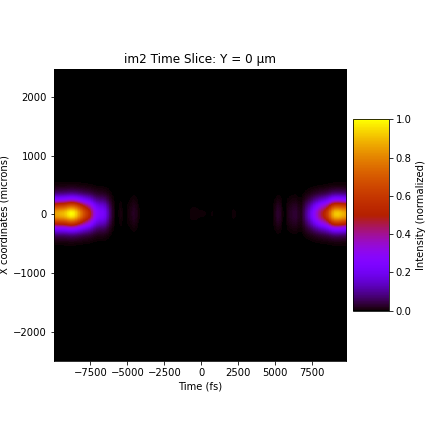 im2 Time Slice: Y = 0 μm
X coordinates (microns)
2000
1000
0
−1000
−2000
−7500 −5000 −2500 0 2500 5000 7500
Time (fs)
1.0
0.8
0.6
0.4
0.2
0.0
Intensity (normalized)